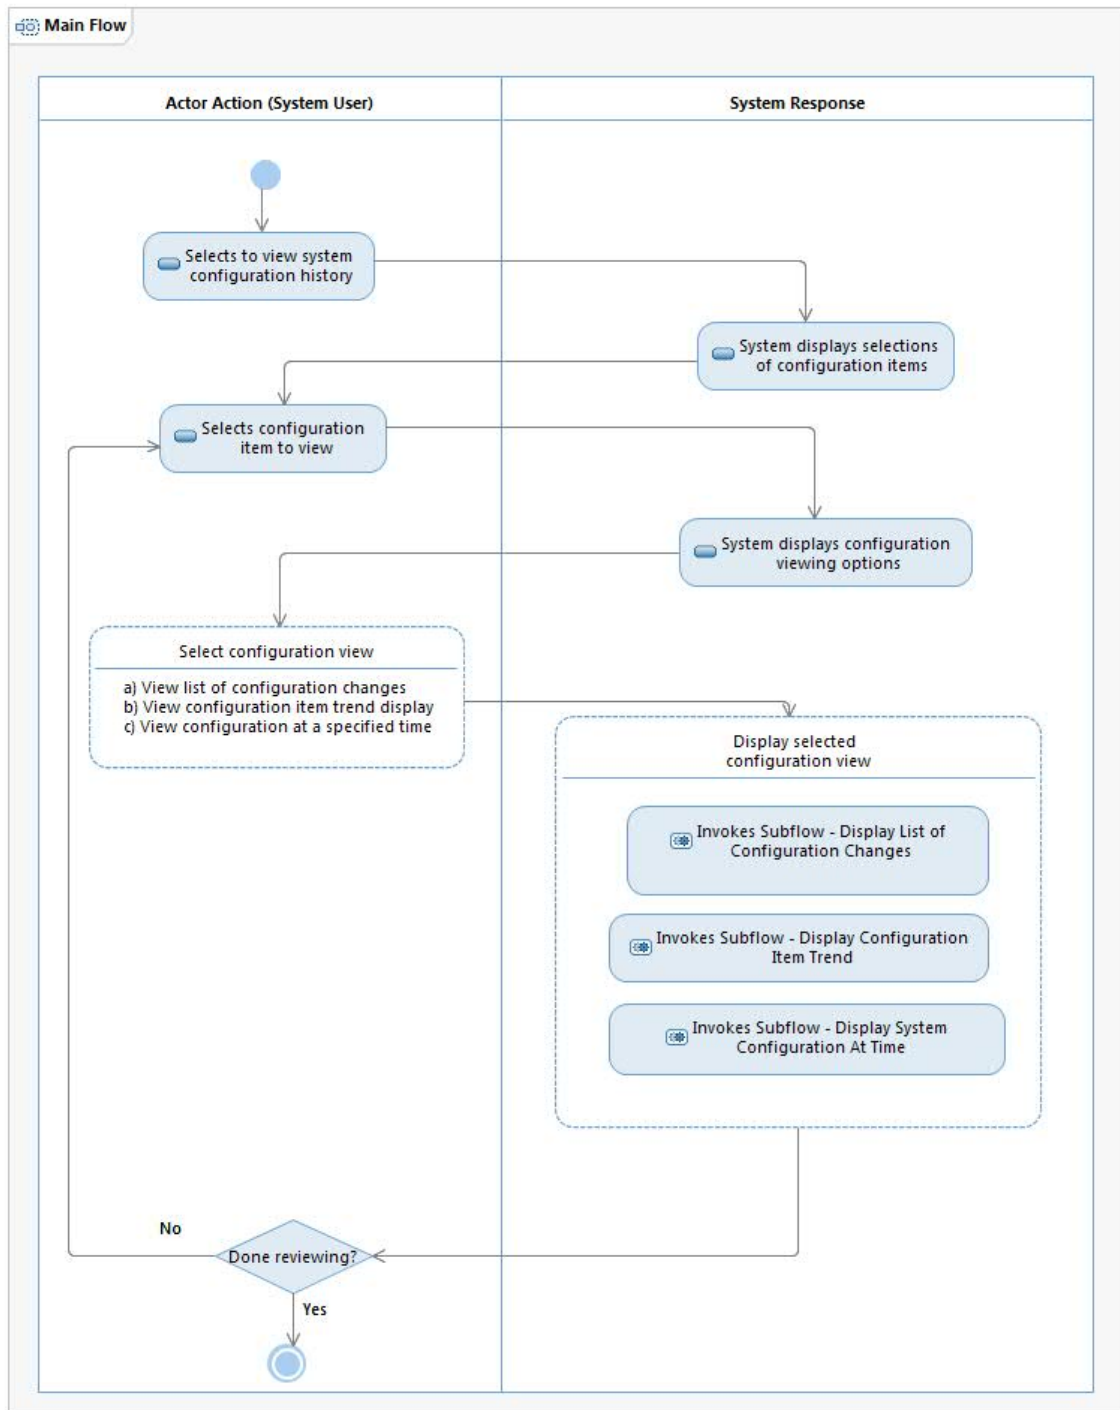 Main Flow
Actor Action (System User)
System Response
Selects to view system
configuration history
System displays selections
of configuration items
Selects configuration
item to view
System displays configuration
viewing options
Select configuration view
a) View list of configuration changes
b) View configuration item trend display
c) View configuration at a specified time
Display selected
configuration view
Invokes Subflow - Display List of
Configuration Changes
Invokes Subflow - Display Configuration
Item Trend
Invokes Subflow - Display System
Configuration At Time
No
Done reviewing?
Yes